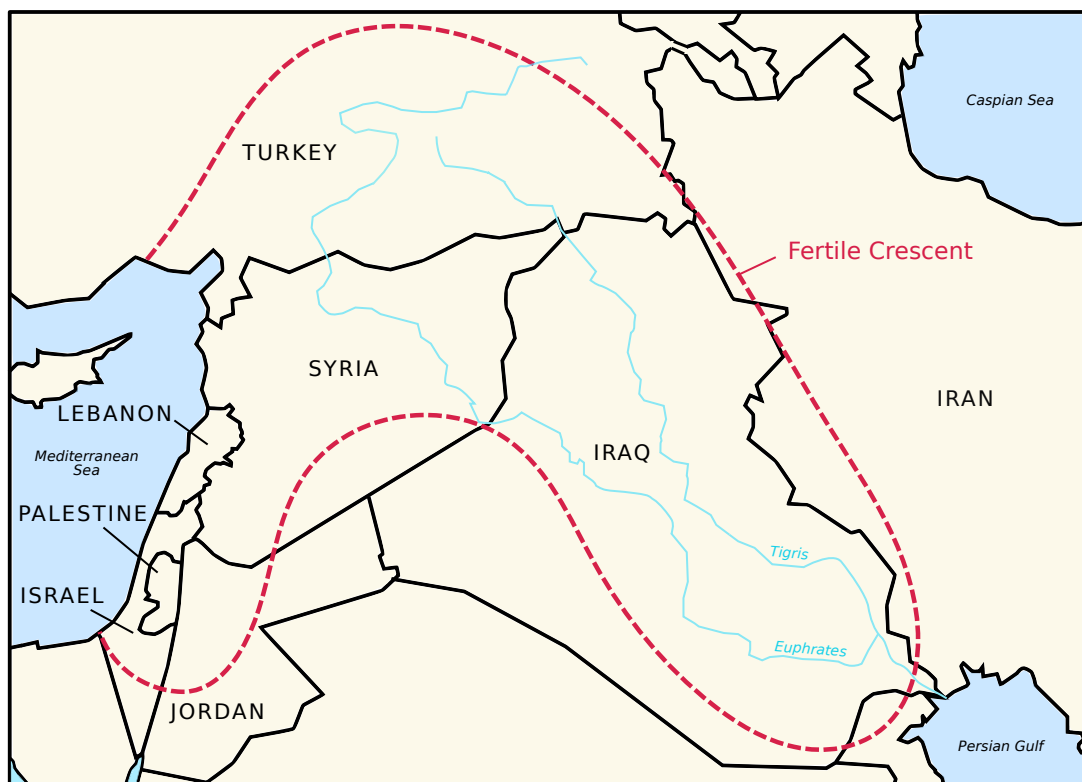 Caspian Sea
TURKEY
Fertile Crescent
SYRIA
IRAN
LEBANON
IRAQ
Mediterranean
Sea
PALESTINE
Tigris
ISRAEL
Euphrates
JORDAN
Persian Gulf